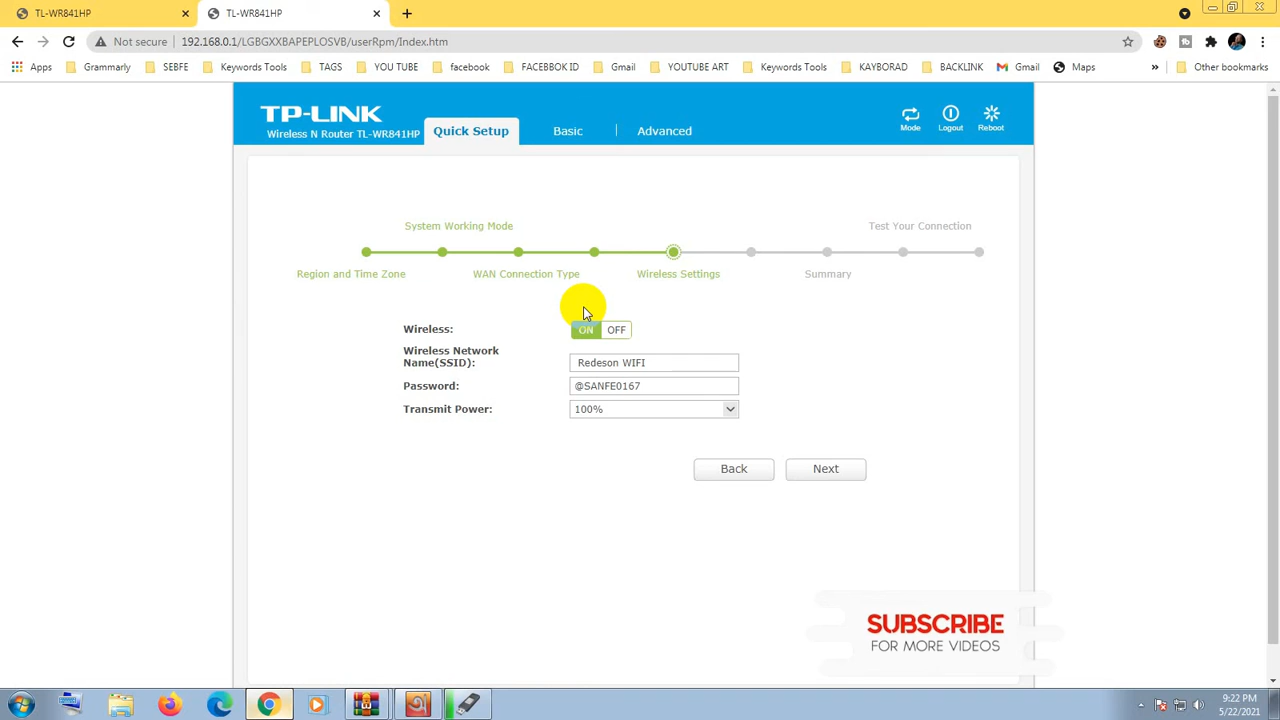 TL-WR841HP
TL-WR841HP
Not secure 192.168.0.1/LGBGXXBAPEPLOSVB/userRpm/Index.htm
Apps Grammarly SEBFE Keywords Tools TAGS YOU TUBE facebook FACEBBOK ID Gmail YOUTUBE ART Keywords Tools KAYBORAD BACKLINK Gmail Maps » Other bookmarks
TP-LINK
Wireless N Router TL-WR841HP
Quick Setup Basic Advanced
Mode Logout Reboot
System Working Mode Test Your Connection
Region and Time Zone WAN Connection Type Wireless Settings Summary
Wireless: ON OFF
Wireless Network
Name(SSID): Redeson WIFI
Password: @SANFE0167
Transmit Power: 100%
Back Next
SUBSCRIBE
FOR MORE VIDEOS
9:22 PM
5/22/2021